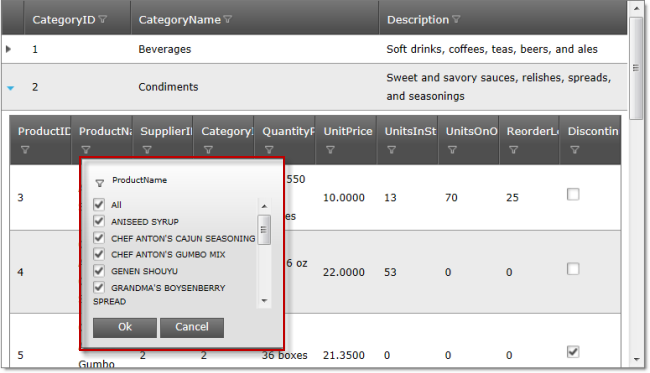 CategoryID CategoryName Description
1 Beverages Soft drinks, coffees, teas, beers, and ales
2 Condiments Sweet and savory sauces, relishes, spreads,
and seasonings
ProductID ProductNa SupplierI Category QuantityP UnitPrice UnitsInSt UnitsOnO ReorderLe Discontin
ProductName
All
ANISEED SYRUP
CHEF ANTON'S CAJUN SEASONING
CHEF ANTON'S GUMBO MIX
GENEN SHOUYU
GRANDMA'S BOYSENBERRY
SPREAD
Ok Cancel
550
3 10.0000 13 70 25
es
6 oz
4 22.0000 53 0 0
5 2 2 36 boxes 21.3500 0 0 0
Gumbo